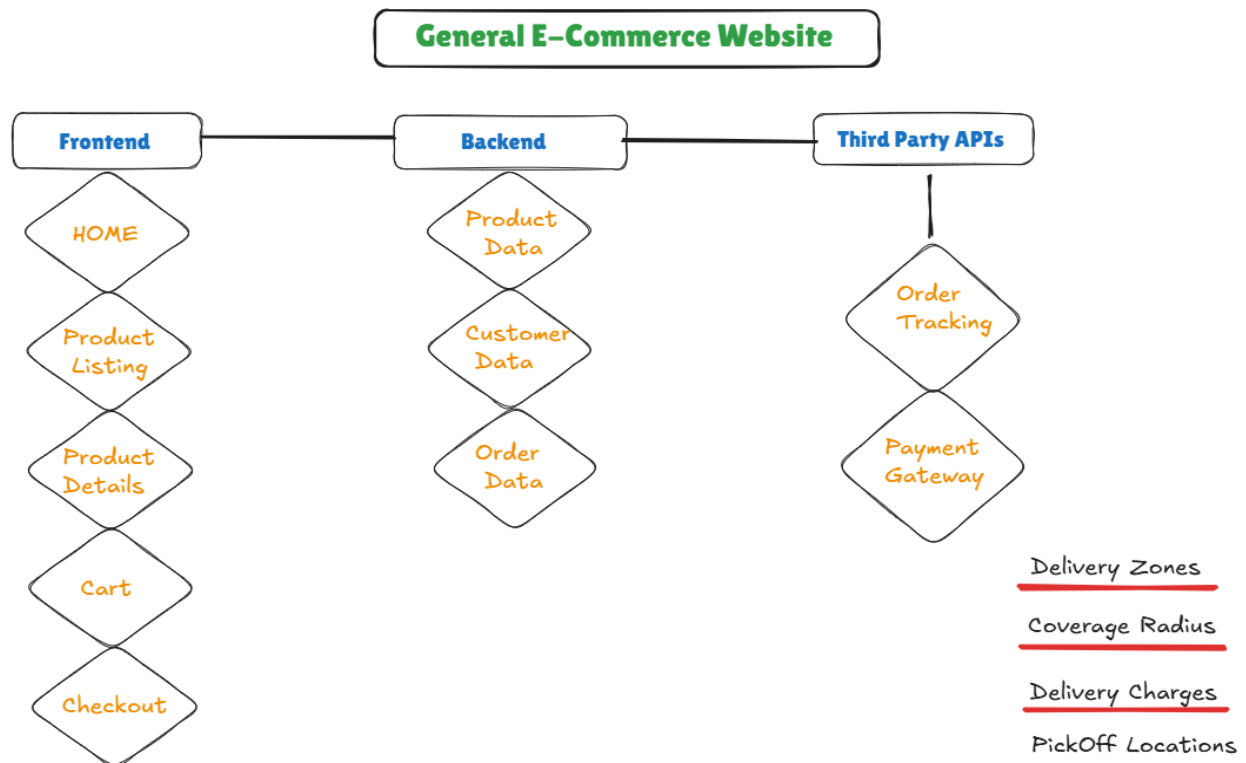 General E-Commerce Website
Frontend
Backend
Third Party APIs
HOME
Product
Listing
Product
Details
Cart
Checkout
Product
Data
Customer
Data
Order
Data
Order
Tracking
Payment
Gateway
Delivery Zones
Coverage Radius
Delivery Charges
PickOff Locations